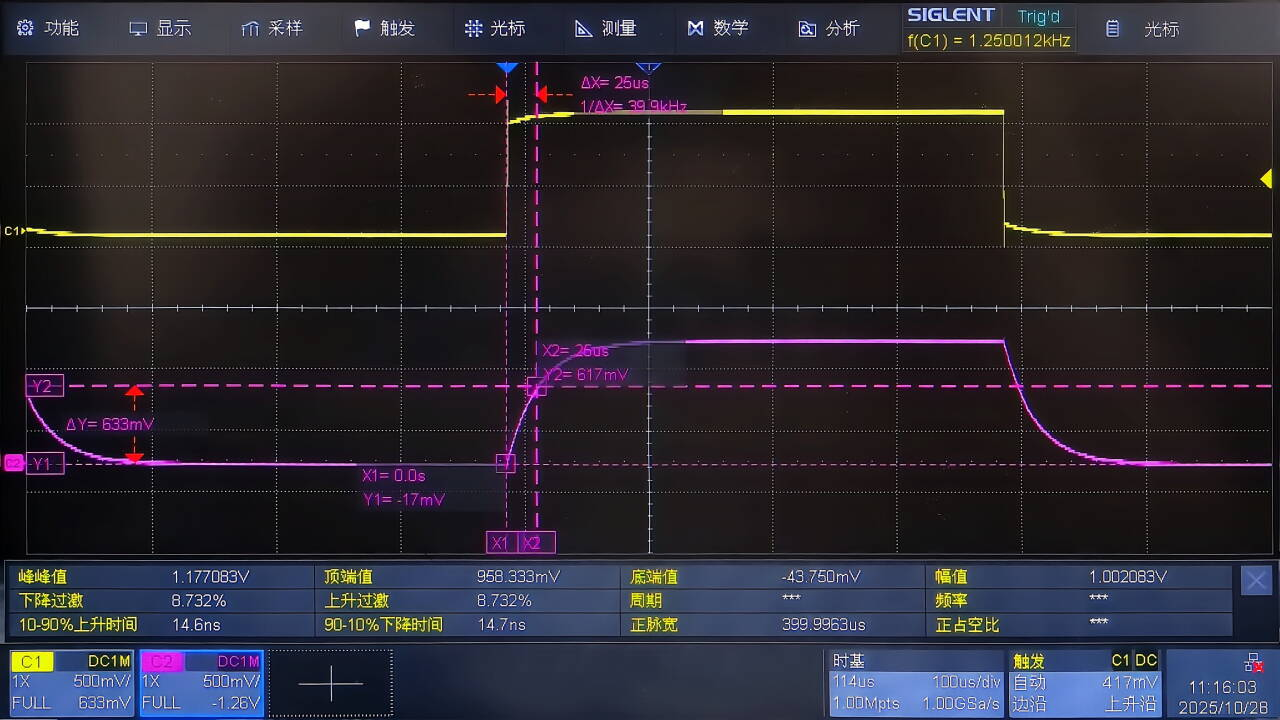 功能 显示 采样 触发 光标 测量 数学 分析 SIGLENT Trig'd 光标
f(C1) = 1.250012kHz
ΔX= 25us
1/ΔX= 39.9kHz
C1
X2= 25us
Y2= 617mV
Y2
ΔY= 633mV
C2 Y1
X1= 0.0s
Y1= -17mV
X1 X2
峰峰值 1.177083V 顶端值 958.333mV 底端值 -43.750mV 幅值 1.002083V
下降过激 8.732% 上升过激 8.732% 周期 *** 频率 ***
10-90%上升时间 14.6ns 90-10%下降时间 14.7ns 正脉宽 399.9963us 正占空比 ***
C1 DC1M C2 DC1M 时基 触发 C1 DC
1X 500mV/ 1X 500mV/ 114us 100us/div 自动 417mV 11:16:03
FULL 633mV FULL -1.26V 1.00Mpts 1.00GSa/s 边沿 上升沿 2025/10/28